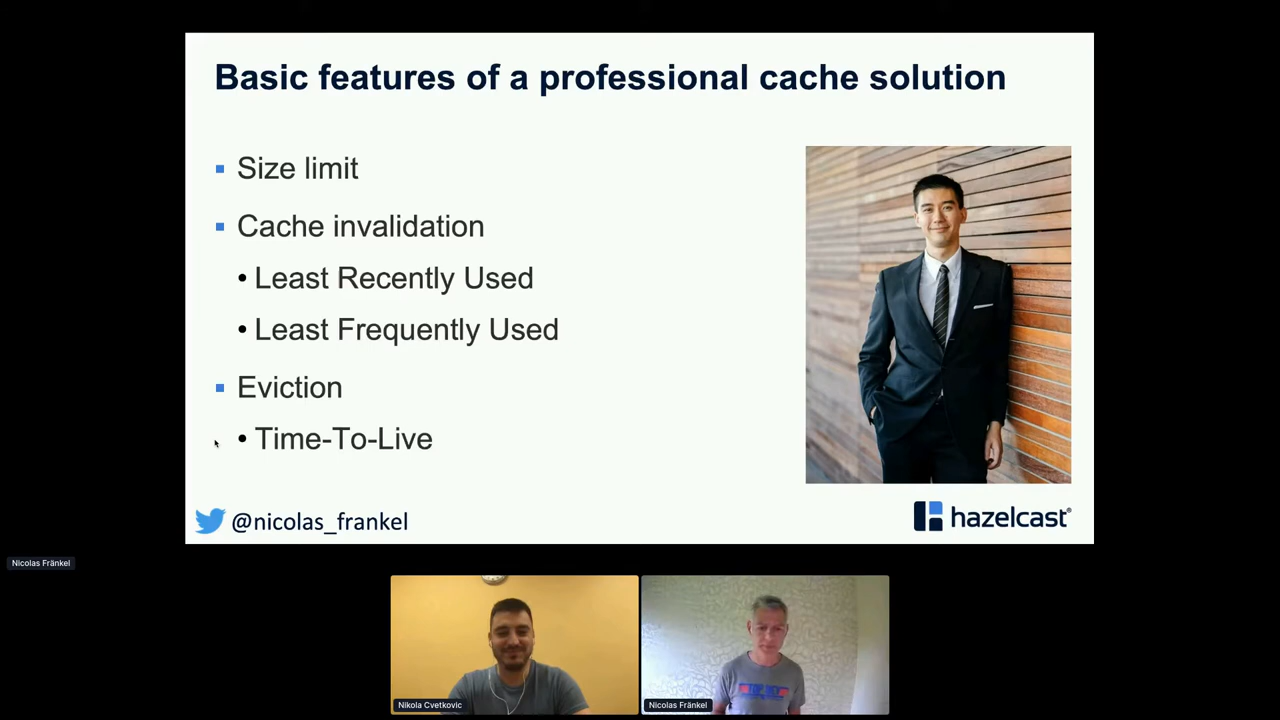 Basic features of a professional cache solution
Size limit
Cache invalidation
Least Recently Used
Least Frequently Used
Eviction
Time-To-Live
@nicolas_frankel
hazelcast
Nicolas Fränkel
Nikola Cvetkovic
Nicolas Fränkel